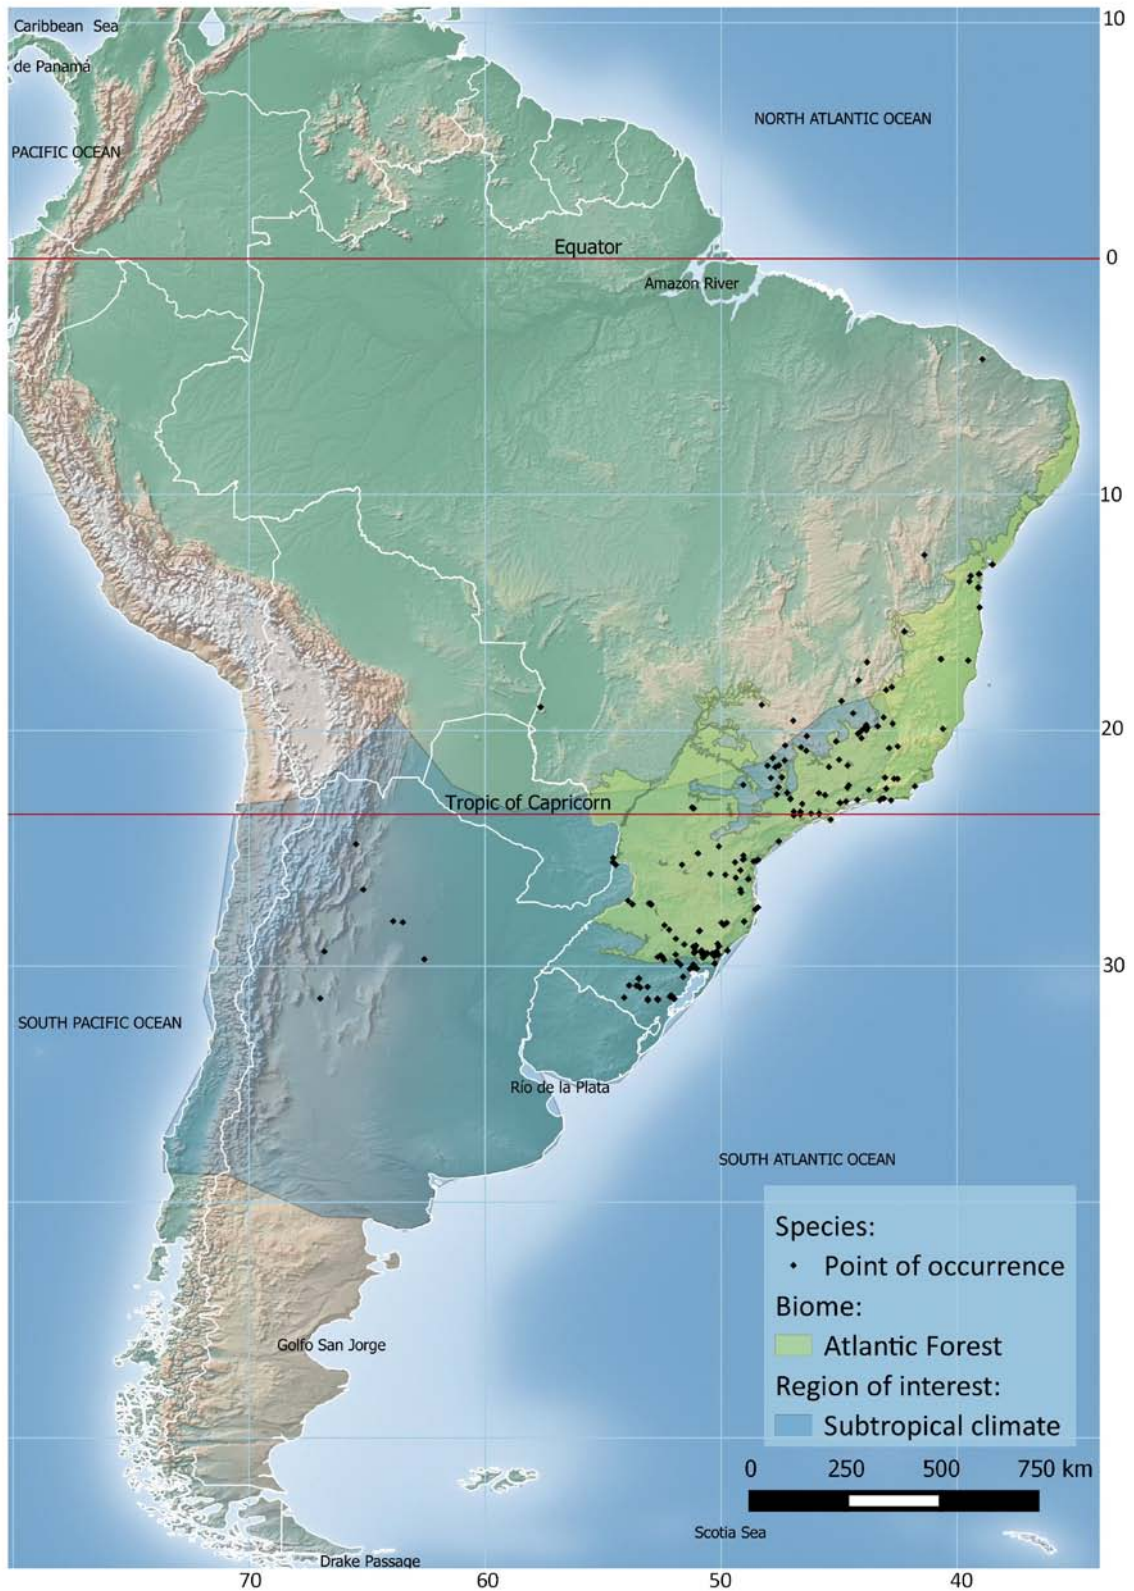 10
Caribbean Sea
de Panamá
NORTH ATLANTIC OCEAN
PACIFIC OCEAN
Equator
0
Amazon River
10
20
Tropic of Capricorn
30
SOUTH PACIFIC OCEAN
Río de la Plata
SOUTH ATLANTIC OCEAN
Species:
Point of occurrence
Biome:
Golfo San Jorge
Atlantic Forest
Region of interest:
Subtropical climate
0 250 500 750 km
Scotia Sea
Drake Passage
70 60 50 40